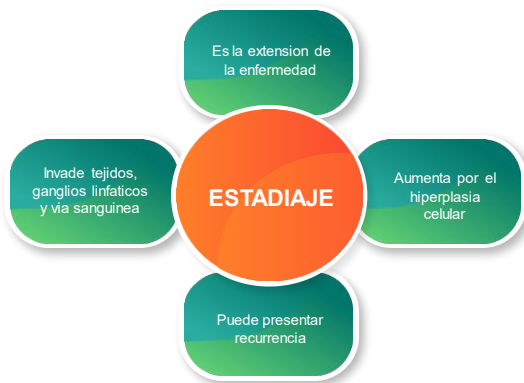 Es la extension de
la enfermedad
Invade tejidos,
ganglios linfaticos
y via sanguinea
ESTADIAJE
Aumenta por el
hiperplasia
celular
Puede presentar
recurrencia